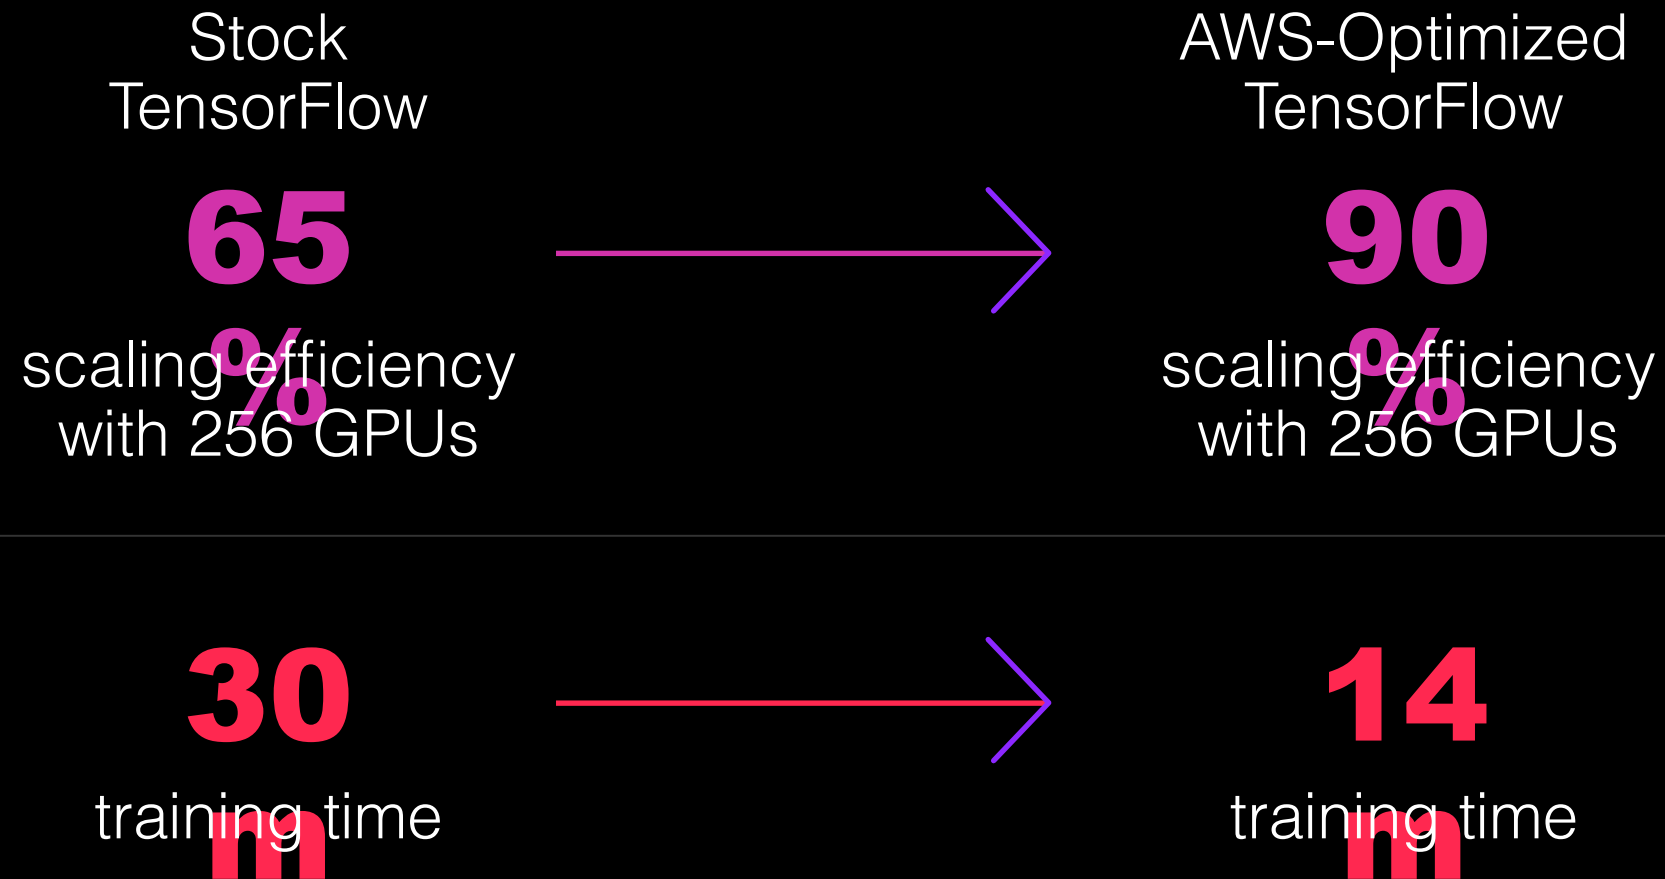 Stock
TensorFlow
65
%
scaling efficiency
with 256 GPUs
AWS-Optimized
TensorFlow
90
%
scaling efficiency
with 256 GPUs
30
m
training time
14
m
training time